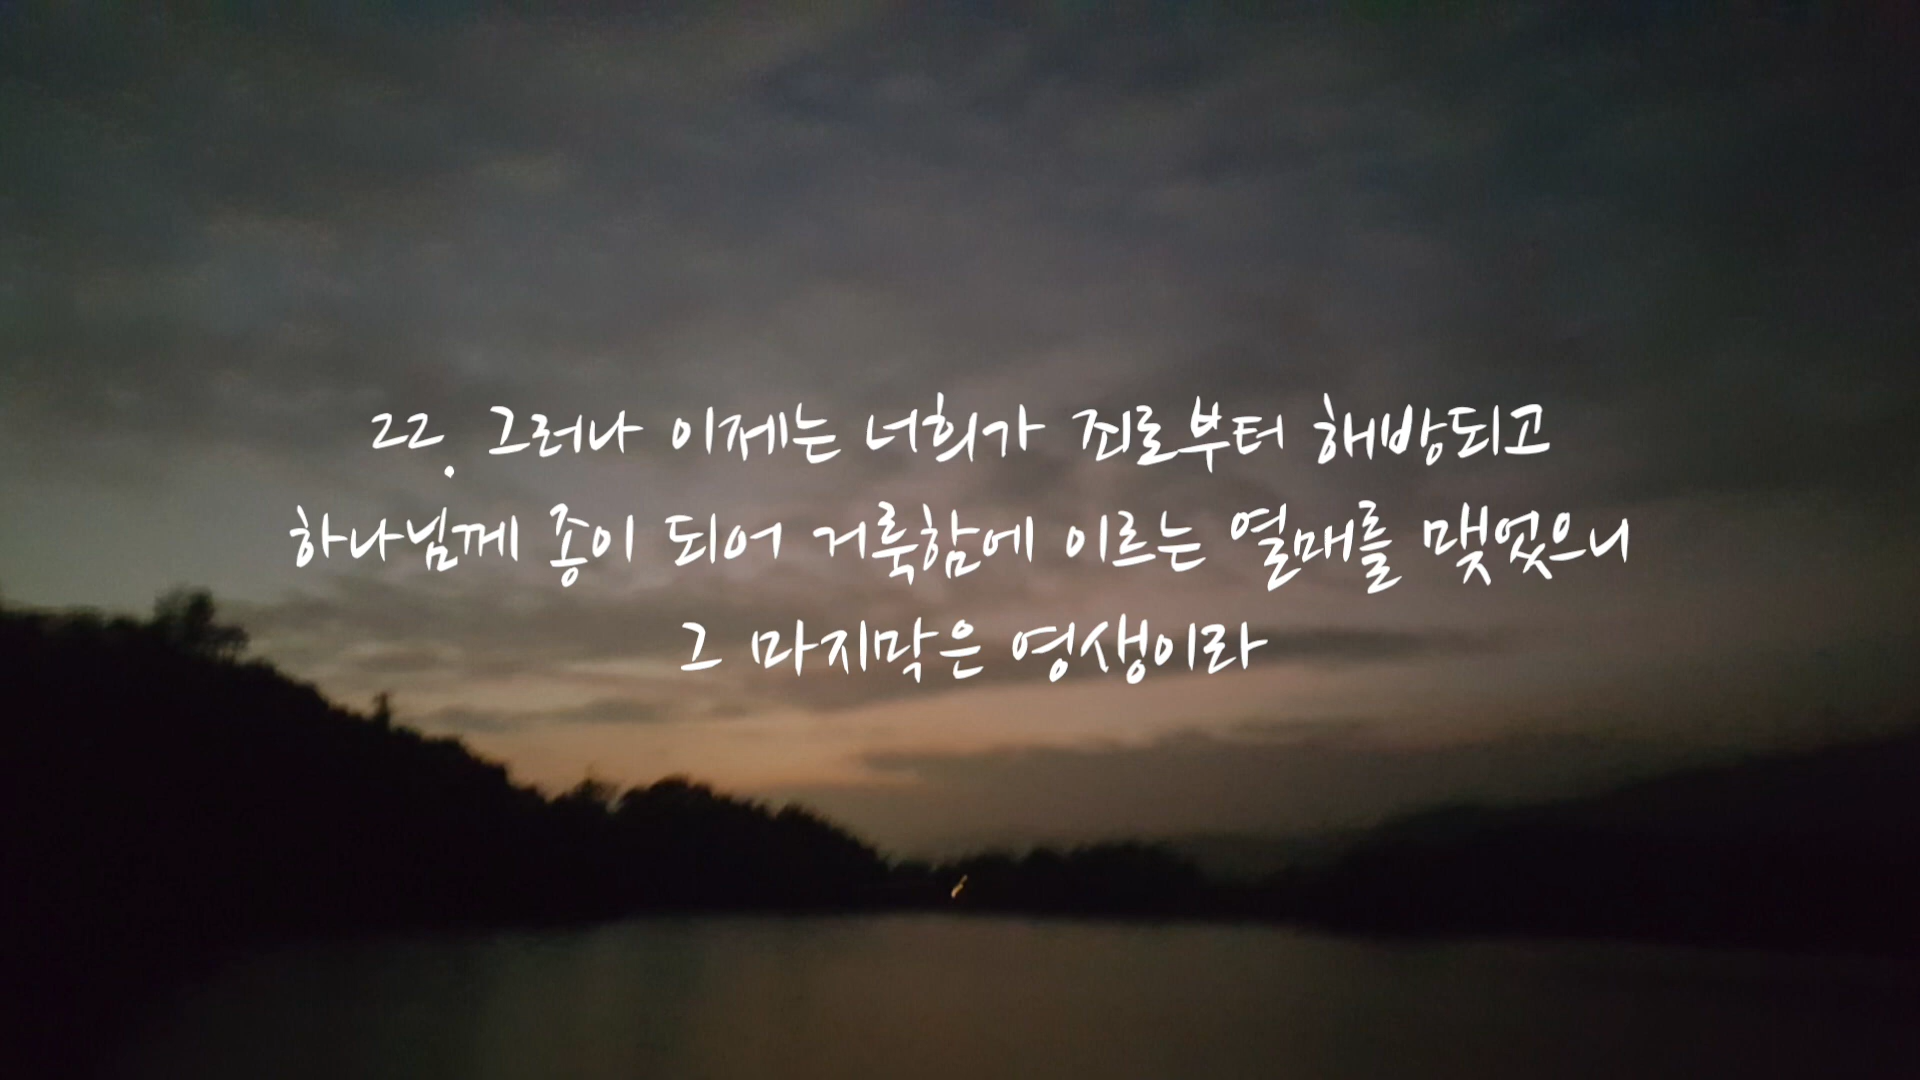 22. 그러나 이제는 너희가 죄로부터 해방되고
하나님께 종이 되어 거룩함에 이르는 열매를 맺었으니
그 마지막은 영생이라